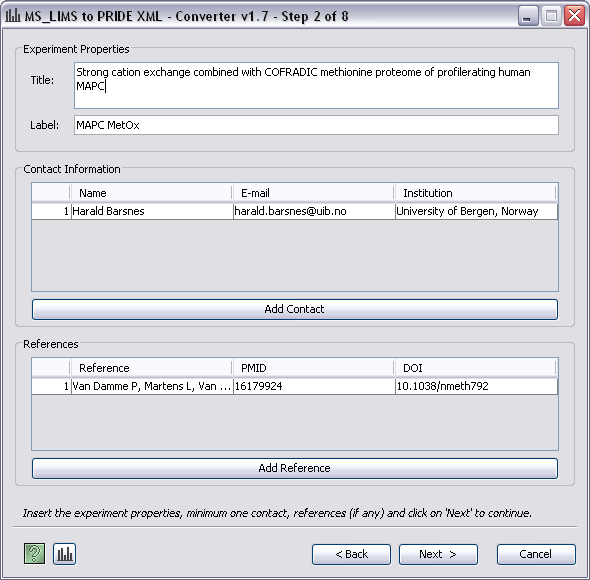 MS_LIMS to PRIDE XML - Converter v1.7 - Step 2 of 8
Experiment Properties
Title:
Strong cation exchange combined with COFRADIC methionine proteome of profilerating human
MAPC
Label:
MAPC MetOx
Contact Information
Name E-mail Institution
1 Harald Barsnes harald.barsnes@uib.no University of Bergen, Norway
Add Contact
References
Reference PMID DOI
1 Van Damme P, Martens L, Van ... 16179924 10.1038/nmeth792
Add Reference
Insert the experiment properties, minimum one contact, references (if any) and click on 'Next' to continue.
? < Back Next > Cancel